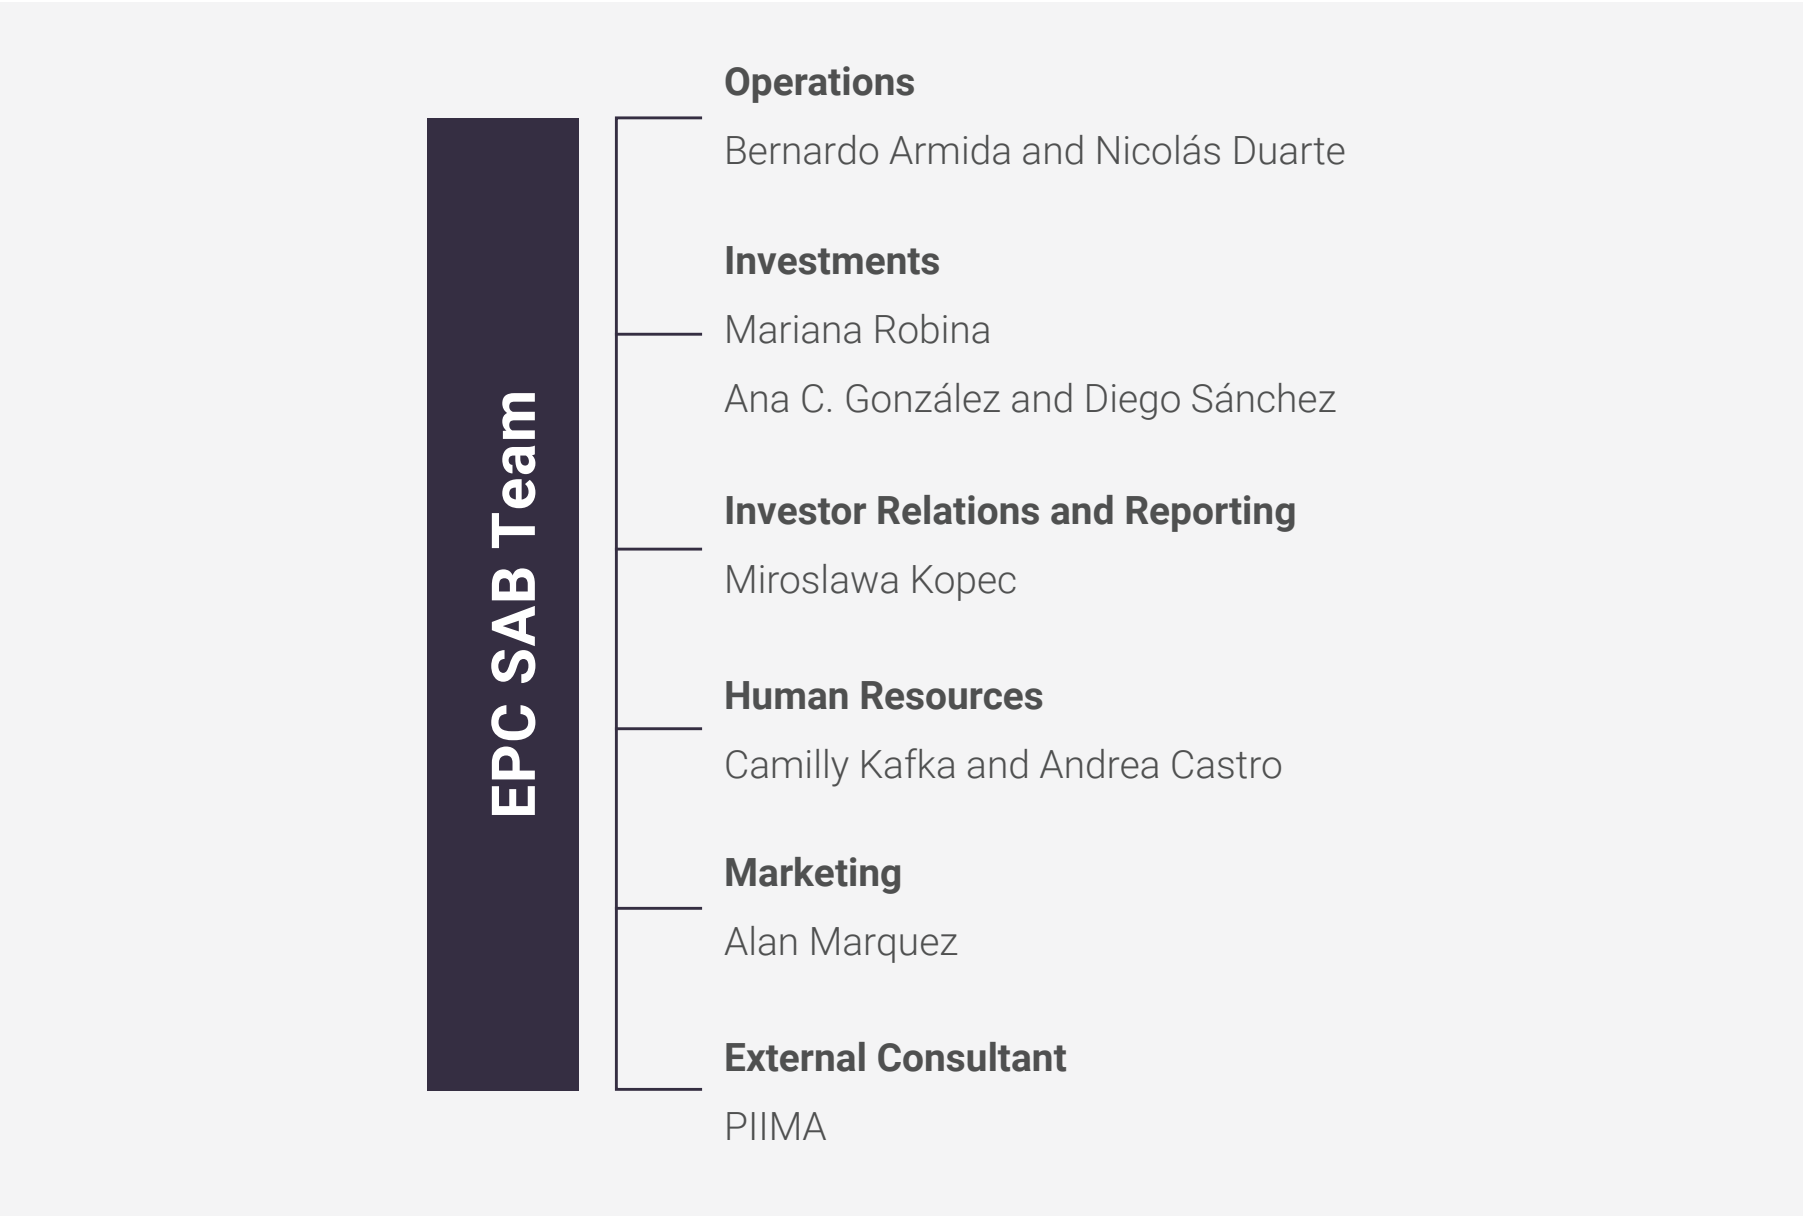 EPC SAB Team
Operations
Bernardo Armida and Nicolás Duarte
Investments
Mariana Robina
Ana C. González and Diego Sánchez
Investor Relations and Reporting
Miroslawa Kopec
Human Resources
Camilly Kafka and Andrea Castro
Marketing
Alan Marquez
External Consultant
PIIMA